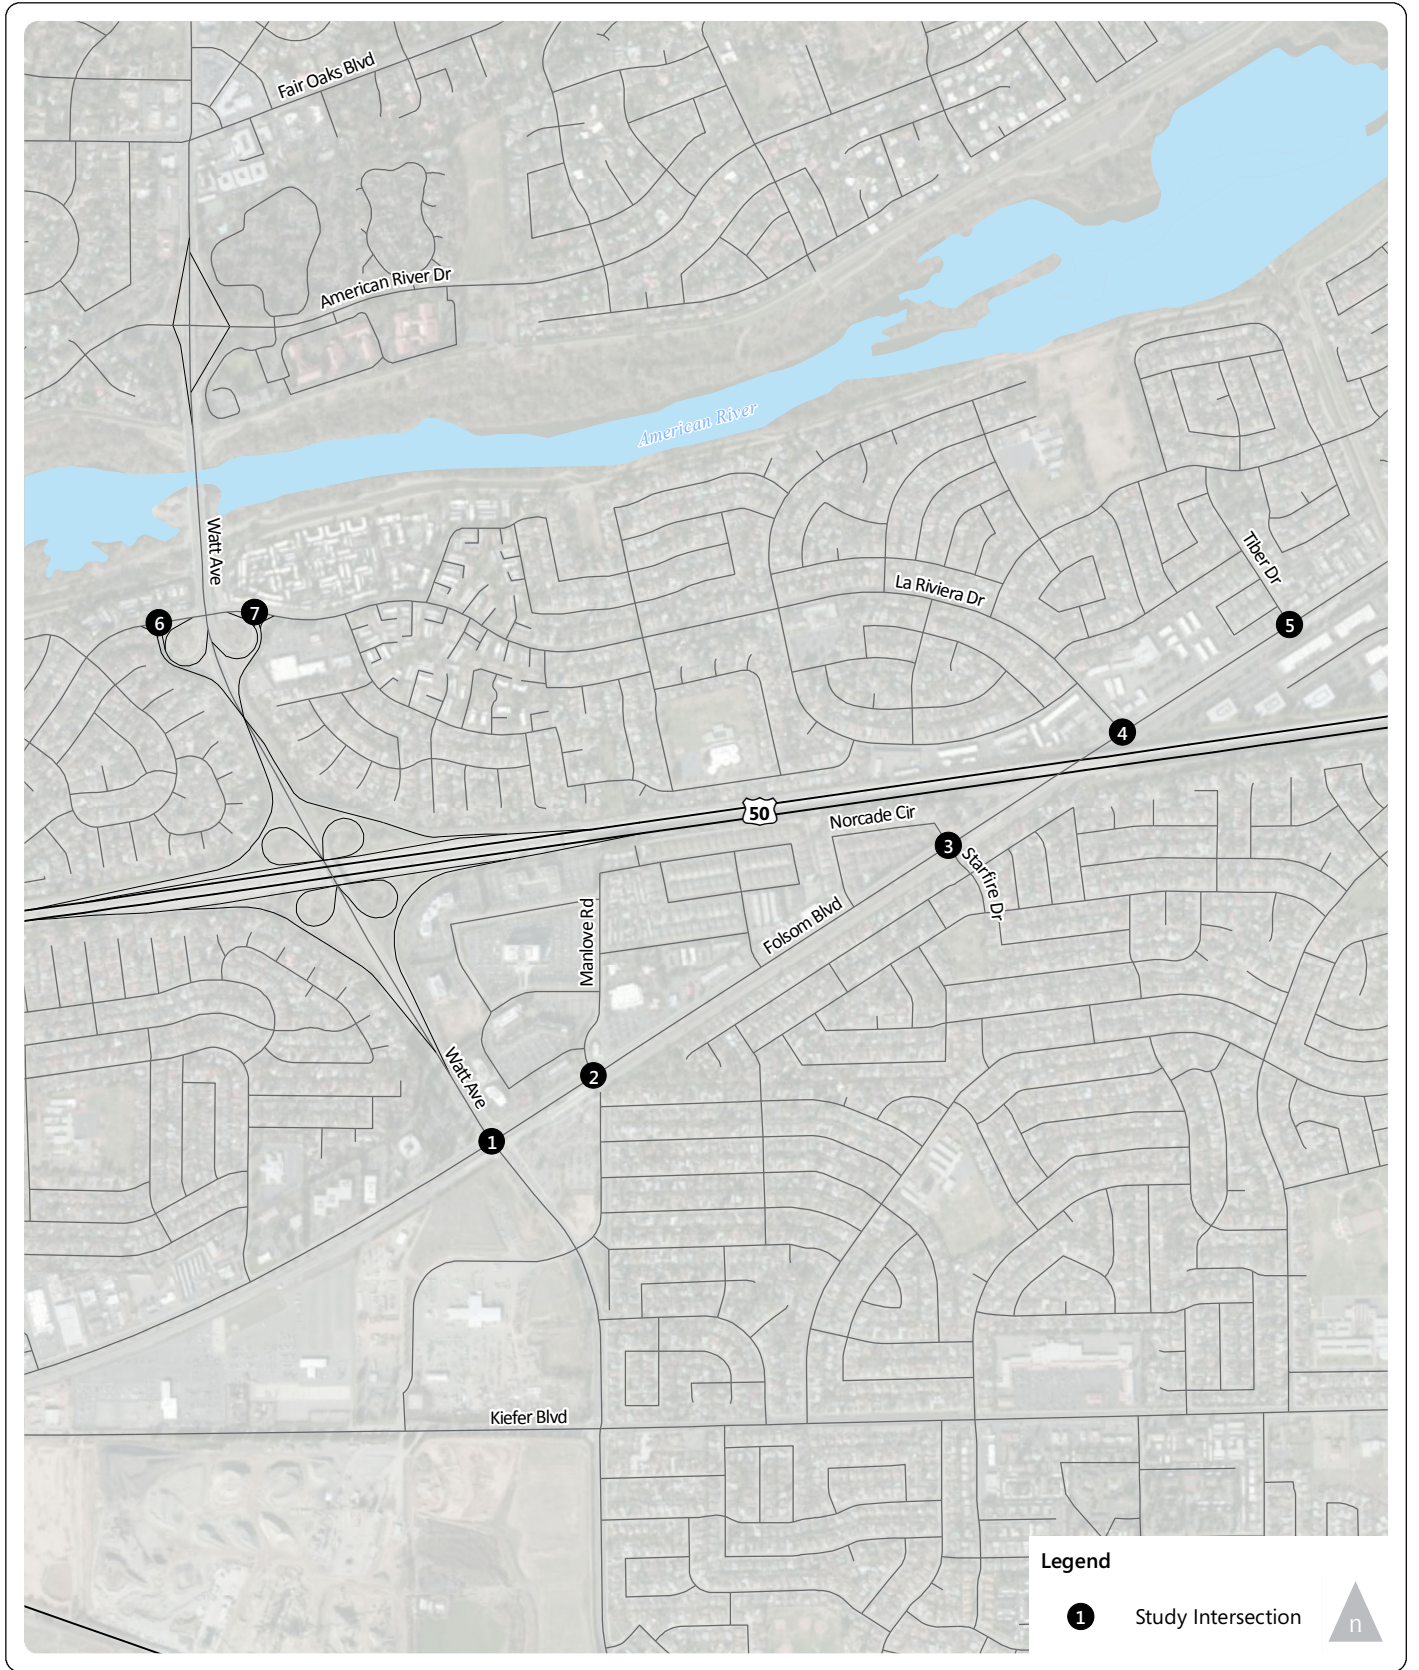 Fair Oaks Blvd
American River Dr
American River
Watt Ave
La Riviera Dr
Tiber Dr
6
7
5
4
50
Norcade Cir
3
Starfire Dr
Manlove Rd
Folsom Blvd
Watt Ave
2
1
Kiefer Blvd
Legend
1 Study Intersection
n